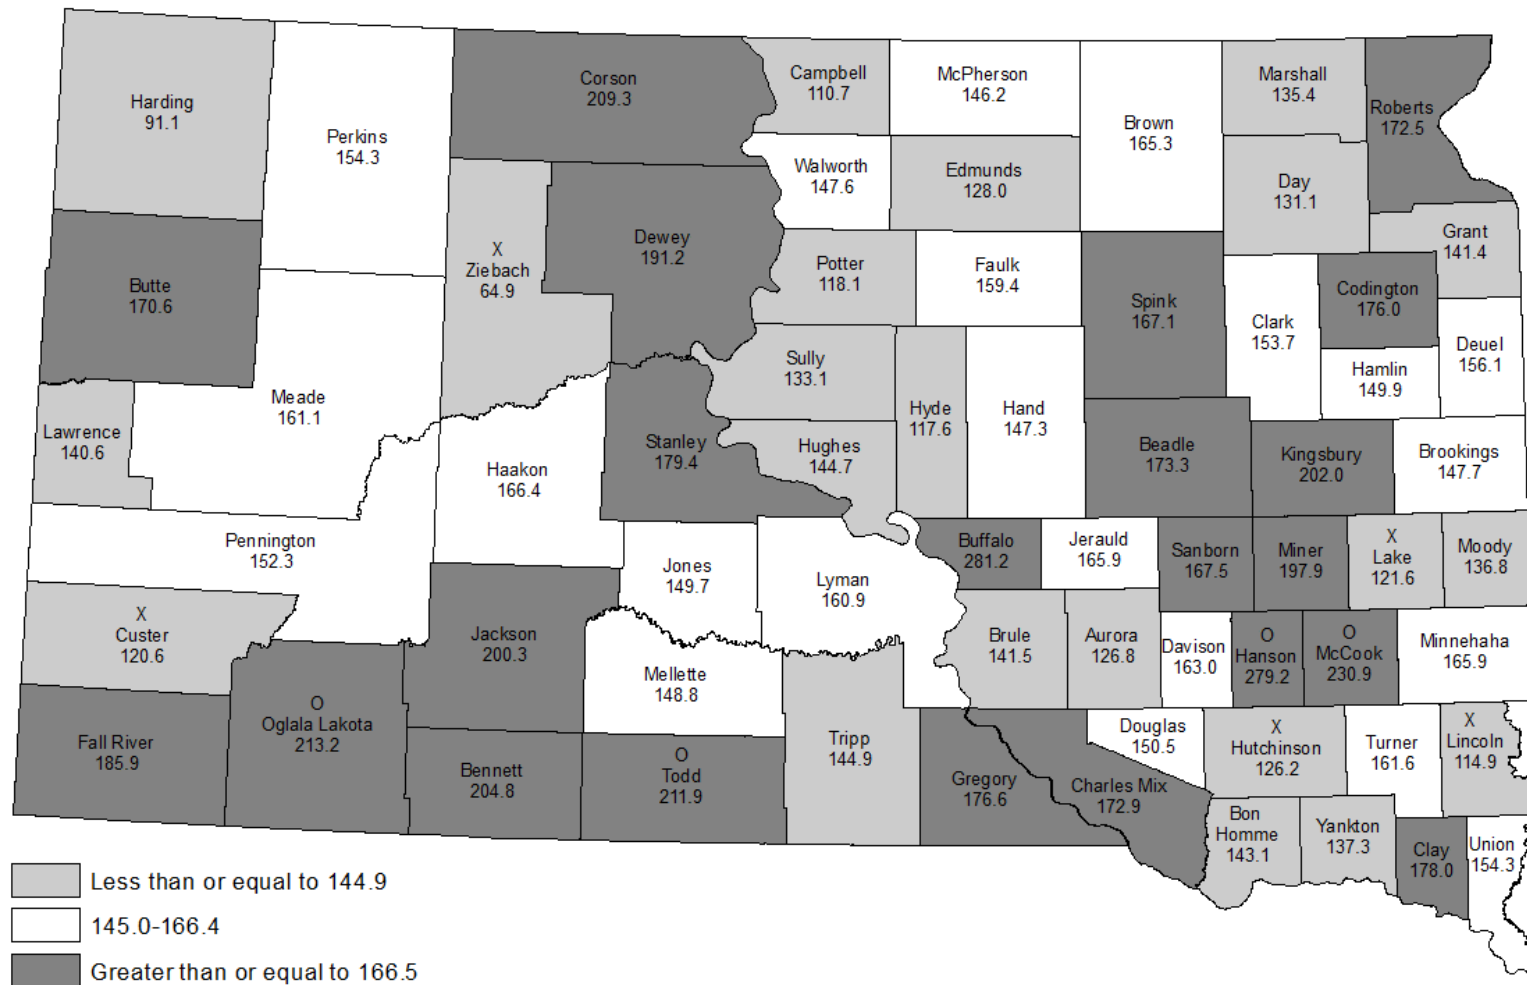 Harding
91.1
Perkins
154.3
Corson
209.3
Campbell
110.7
McPherson
146.2
Brown
165.3
Marshall
135.4
Roberts
172.5
Walworth
147.6
Edmunds
128.0
Day
131.1
Grant
141.4
Butte
170.6
X
Ziebach
64.9
Dewey
191.2
Potter
118.1
Faulk
159.4
Spink
167.1
Clark
153.7
Codington
176.0
Deuel
156.1
Hamlin
149.9
Lawrence
140.6
Meade
161.1
Haakon
166.4
Stanley
179.4
Sully
133.1
Hughes
144.7
Hyde
117.6
Hand
147.3
Beadle
173.3
Kingsbury
202.0
Brookings
147.7
Pennington
152.3
Jones
149.7
Lyman
160.9
Buffalo
281.2
Jerauld
165.9
Sanborn
167.5
Miner
197.9
X
Lake
121.6
Moody
136.8
X
Custer
120.6
Jackson
200.3
Mellette
148.8
Brule
141.5
Aurora
126.8
Davison
163.0
O
Hanson
279.2
O
McCook
230.9
Minnehaha
165.9
Fall River
185.9
O
Oglala Lakota
213.2
Bennett
204.8
O
Todd
211.9
Tripp
144.9
Gregory
176.6
Charles Mix
172.9
Douglas
150.5
X
Hutchinson
126.2
Turner
161.6
X
Lincoln
114.9
Bon
Homme
143.1
Yankton
137.3
Clay
178.0
Union
154.3
Less than or equal to 144.9
145.0-166.4
Greater than or equal to 166.5